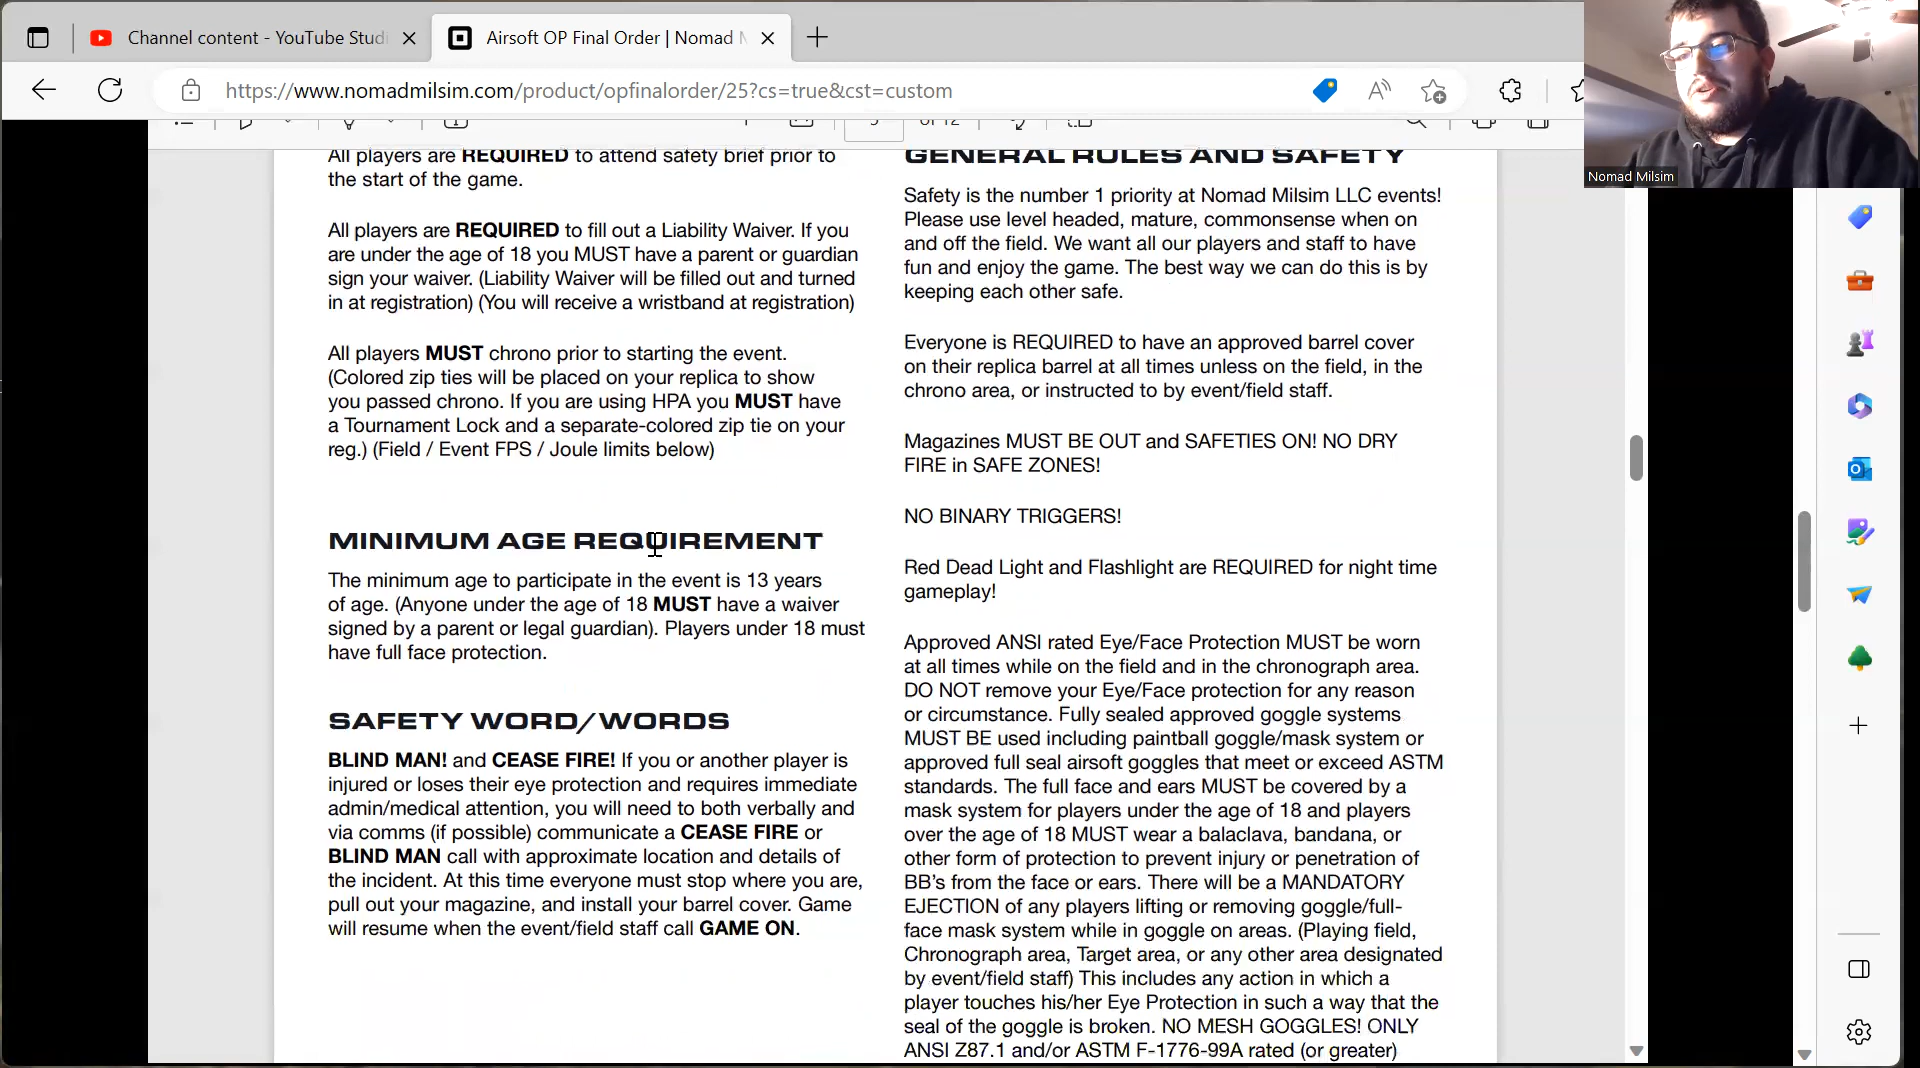 Channel content - YouTube Studi
Airsoft OP Final Order | Nomad M
https://www.nomadmilsim.com/product/opfinalorder/25?cs=true&cst=custom
Nomad Milsim
of 12
All players are REQUIRED to attend safety brief prior to
the start of the game.
All players are REQUIRED to fill out a Liability Waiver. If you
are under the age of 18 you MUST have a parent or guardian
sign your waiver. (Liability Waiver will be filled out and turned
in at registration) (You will receive a wristband at registration)
All players MUST chrono prior to starting the event.
(Colored zip ties will be placed on your replica to show
you passed chrono. If you are using HPA you MUST have
a Tournament Lock and a separate-colored zip tie on your
reg.) (Field / Event FPS / Joule limits below)
MINIMUM AGE REQUIREMENT
The minimum age to participate in the event is 13 years
of age. (Anyone under the age of 18 MUST have a waiver
signed by a parent or legal guardian). Players under 18 must
have full face protection.
SAFETY WORD/WORDS
BLIND MAN! and CEASE FIRE! If you or another player is
injured or loses their eye protection and requires immediate
admin/medical attention, you will need to both verbally and
via comms (if possible) communicate a CEASE FIRE or
BLIND MAN call with approximate location and details of
the incident. At this time everyone must stop where you are,
pull out your magazine, and install your barrel cover. Game
will resume when the event/field staff call GAME ON.
GENERAL RULES AND SAFETY
Safety is the number 1 priority at Nomad Milsim LLC events!
Please use level headed, mature, commonsense when on
and off the field. We want all our players and staff to have
fun and enjoy the game. The best way we can do this is by
keeping each other safe.
Everyone is REQUIRED to have an approved barrel cover
on their replica barrel at all times unless on the field, in the
chrono area, or instructed to by event/field staff.
Magazines MUST BE OUT and SAFETIES ON! NO DRY
FIRE in SAFE ZONES!
NO BINARY TRIGGERS!
Red Dead Light and Flashlight are REQUIRED for night time
gameplay!
Approved ANSI rated Eye/Face Protection MUST be worn
at all times while on the field and in the chronograph area.
DO NOT remove your Eye/Face protection for any reason
or circumstance. Fully sealed approved goggle systems
MUST BE used including paintball goggle/mask system or
approved full seal airsoft goggles that meet or exceed ASTM
standards. The full face and ears MUST be covered by a
mask system for players under the age of 18 and players
over the age of 18 MUST wear a balaclava, bandana, or
other form of protection to prevent injury or penetration of
BB's from the face or ears. There will be a MANDATORY
EJECTION of any players lifting or removing goggle/full-
face mask system while in goggle on areas. (Playing field,
Chronograph area, Target area, or any other area designated
by event/field staff) This includes any action in which a
player touches his/her Eye Protection in such a way that the
seal of the goggle is broken. NO MESH GOGGLES! ONLY
ANSI Z87.1 and/or ASTM F-1776-99A rated (or greater)